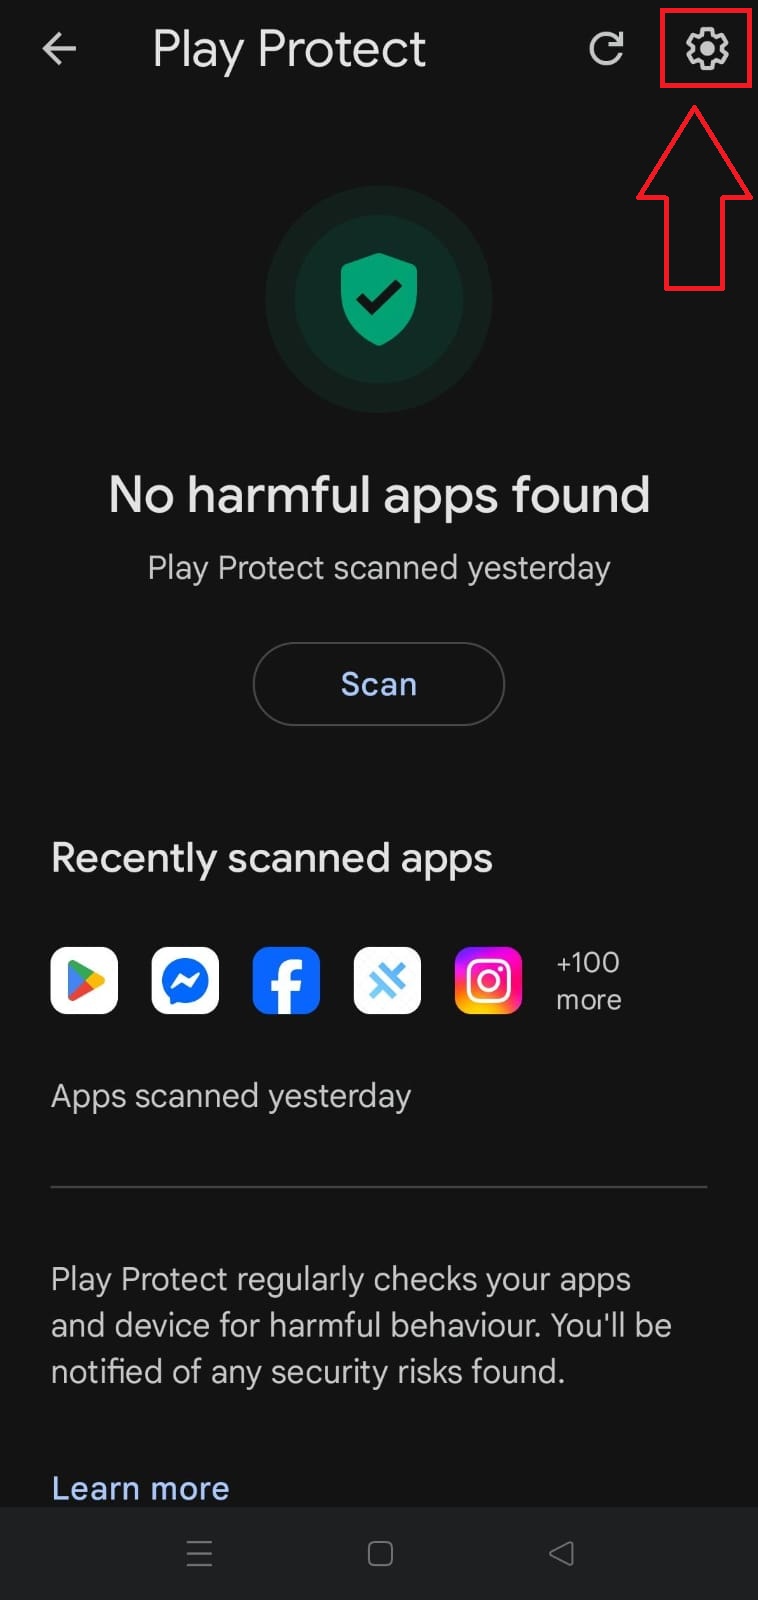 Play Protect
No harmful apps found
Play Protect scanned yesterday
Scan
Recently scanned apps
+100
more
Apps scanned yesterday
Play Protect regularly checks your apps
and device for harmful behaviour. You'll be
notified of any security risks found.
Learn more